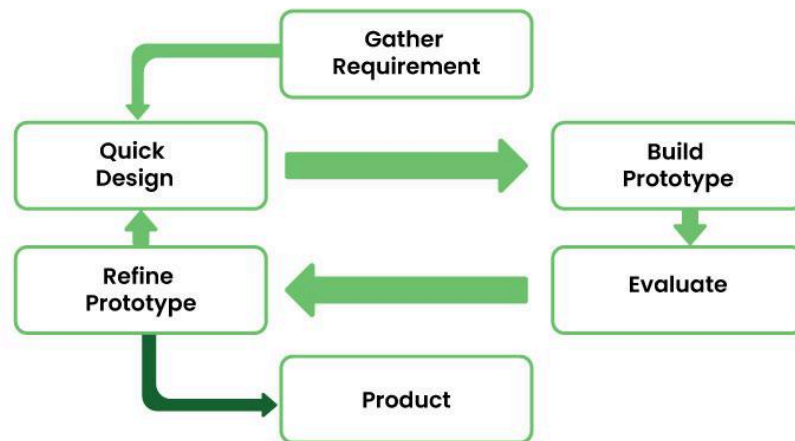 Gather
Requirement
Quick
Design
Build
Prototype
Refine
Prototype
Evaluate
Product